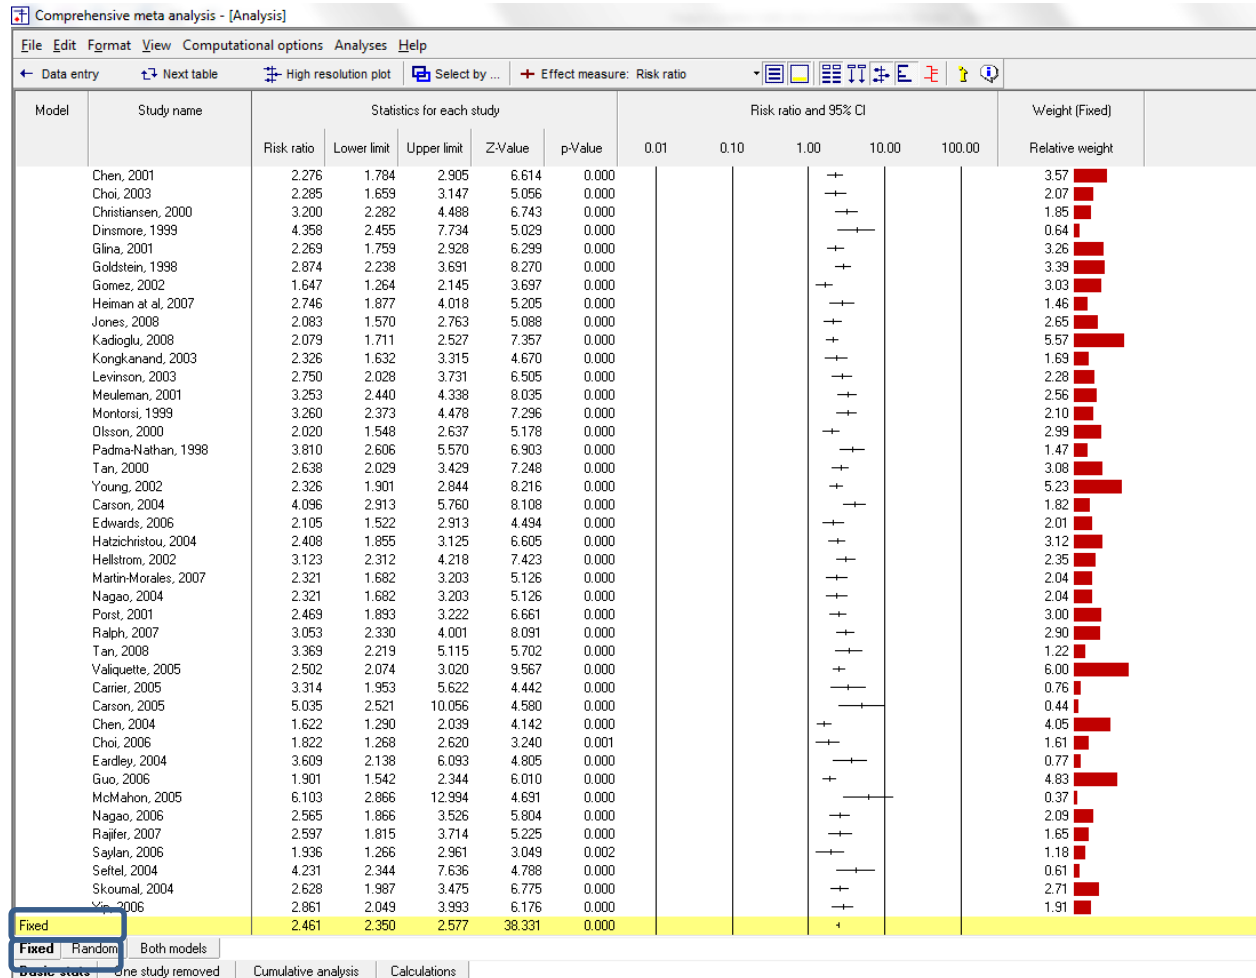 Comprehensive meta analysis - [Analysis]
File Edit Format View Computational options Analyses Help
← Data entry Next table High resolution plot Select by ... + Effect measure: Risk ratio
Model Study name Statistics for each study Risk ratio and 95% CI Weight (Fixed)
Risk ratio Lower limit Upper limit Z-Value p-Value 0.01 0.10 1.00 10.00 100.00 Relative weight
Chen, 2001 2.276 1.784 2.905 6.614 0.000 3.57
Choi, 2003 2.285 1.659 3.147 5.056 0.000 2.07
Christiansen, 2000 3.200 2.282 4.488 6.743 0.000 1.85
Dinsmore, 1999 4.358 2.455 7.734 5.029 0.000 0.64
Glina, 2001 2.269 1.759 2.928 6.299 0.000 3.26
Goldstein, 1998 2.874 2.238 3.691 8.270 0.000 3.39
Gomez, 2002 1.647 1.264 2.145 3.697 0.000 3.03
Heiman at al, 2007 2.746 1.877 4.018 5.205 0.000 1.46
Jones, 2008 2.083 1.570 2.763 5.088 0.000 2.65
Kadioglu, 2008 2.079 1.711 2.527 7.357 0.000 5.57
Kongkanand, 2003 2.326 1.632 3.315 4.670 0.000 1.69
Levinson, 2003 2.750 2.028 3.731 6.505 0.000 2.28
Meuleman, 2001 3.253 2.440 4.338 8.035 0.000 2.56
Montorsi, 1999 3.260 2.373 4.478 7.296 0.000 2.10
Olsson, 2000 2.020 1.548 2.637 5.178 0.000 2.99
Padma-Nathan, 1998 3.810 2.606 5.570 6.903 0.000 1.47
Tan, 2000 2.638 2.029 3.429 7.248 0.000 3.08
Young, 2002 2.326 1.901 2.844 8.216 0.000 5.23
Carson, 2004 4.096 2.913 5.760 8.108 0.000 1.82
Edwards, 2006 2.105 1.522 2.913 4.494 0.000 2.01
Hatzichristou, 2004 2.408 1.855 3.125 6.605 0.000 3.12
Hellstrom, 2002 3.123 2.312 4.218 7.423 0.000 2.35
Martin-Morales, 2007 2.321 1.682 3.203 5.126 0.000 2.04
Nagao, 2004 2.321 1.682 3.203 5.126 0.000 2.04
Porst, 2001 2.469 1.893 3.222 6.661 0.000 3.00
Ralph, 2007 3.053 2.330 4.001 8.091 0.000 2.90
Tan, 2008 3.369 2.219 5.115 5.702 0.000 1.22
Valiquette, 2005 2.502 2.074 3.020 9.567 0.000 6.00
Carrier, 2005 3.314 1.953 5.622 4.442 0.000 0.76
Carson, 2005 5.035 2.521 10.056 4.580 0.000 0.44
Chen, 2004 1.622 1.290 2.039 4.142 0.000 4.05
Choi, 2006 1.822 1.268 2.620 3.240 0.001 1.61
Eardley, 2004 3.609 2.138 6.093 4.805 0.000 0.77
Guo, 2006 1.901 1.542 2.344 6.010 0.000 4.83
McMahon, 2005 6.103 2.866 12.994 4.691 0.000 0.37
Nagao, 2006 2.565 1.866 3.526 5.804 0.000 2.09
Rajifer, 2007 2.597 1.815 3.714 5.225 0.000 1.65
Saylan, 2006 1.936 1.266 2.961 3.049 0.002 1.18
Seftel, 2004 4.231 2.344 7.636 4.788 0.000 0.61
Skoumal, 2004 2.628 1.987 3.475 6.775 0.000 2.71
Yip, 2006 2.861 2.049 3.993 6.176 0.000 1.91
Fixed 2.461 2.350 2.577 38.331 0.000
Fixed Random Both models
Basic stats One study removed Cumulative analysis Calculations